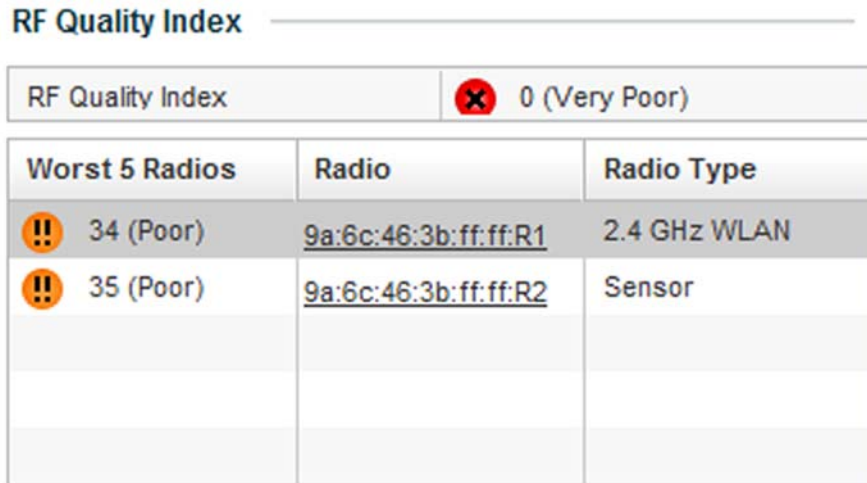 RF Quality Index
RF Quality Index 0 (Very Poor)
Worst 5 Radios Radio Radio Type
34 (Poor) 9a:6c:46:3b:ff:ff:R1 2.4 GHz WLAN
35 (Poor) 9a:6c:46:3b:ff:ff:R2 Sensor